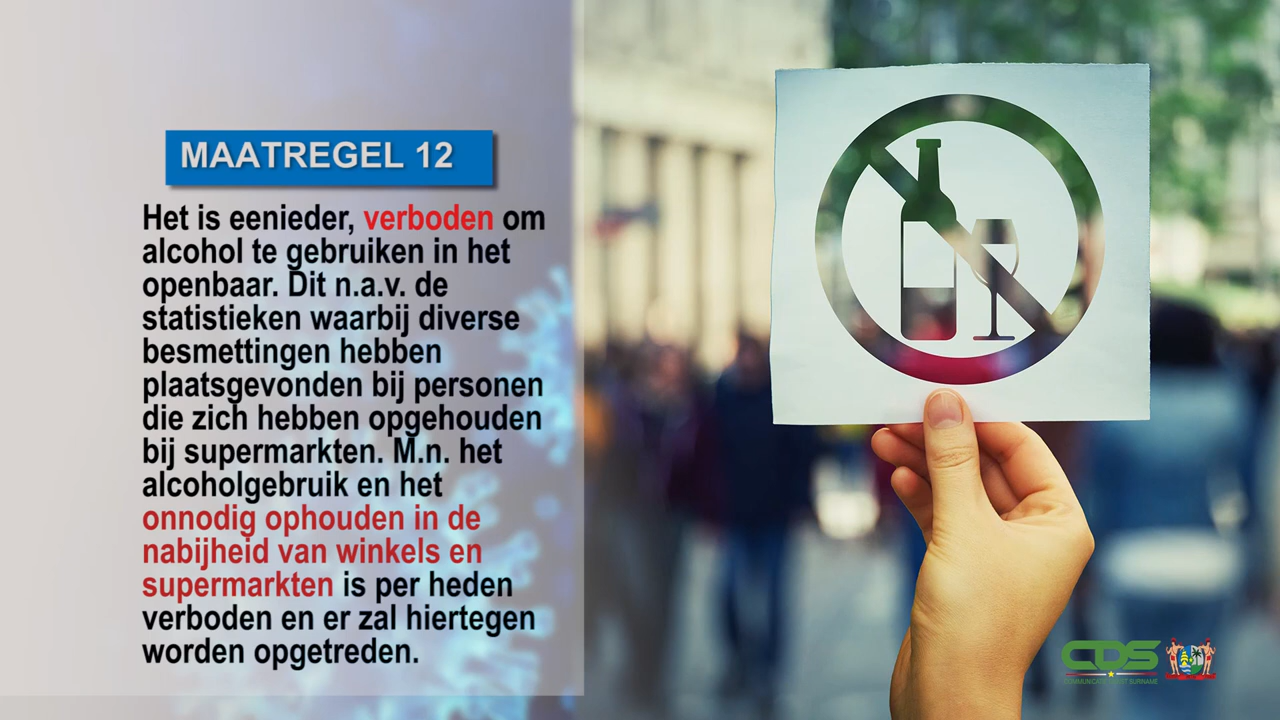 MAATREGEL 12
Het is eenieder, verboden om
alcohol te gebruiken in het
openbaar. Dit n.a.v. de
statistieken waarbij diverse
besmettingen hebben
plaatsgevonden bij personen
die zich hebben opgehouden
bij supermarkten. M.n. het
alcoholgebruik en het
onnodig ophouden in de
nabijheid van winkels en
supermarkten is per heden
verboden en er zal hiertegen
worden opgetreden.
CDS